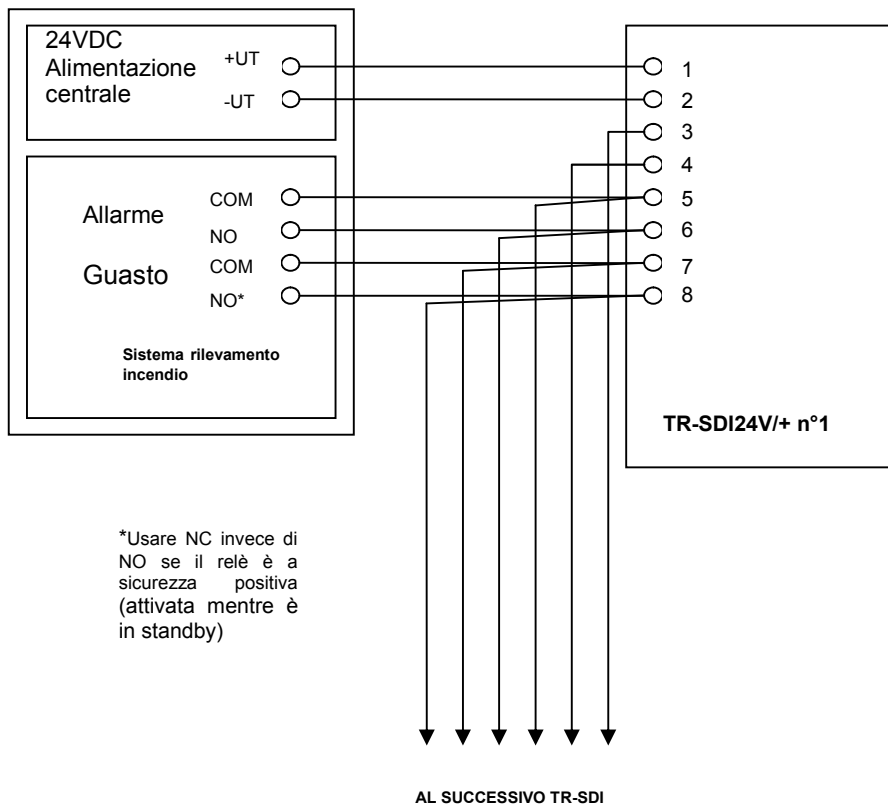 24VDC
Alimentazione
centrale
+UT
-UT
Allarme
COM
NO
Guasto
COM
NO*
Sistema rilevamento
incendio
1
2
3
4
5
6
7
8
TR-SDI24V/+ n°1
*Usare NC invece di
NO se il relè è a
sicurezza positiva
(attivata mentre è
in standby)
AL SUCCESSIVO TR-SDI